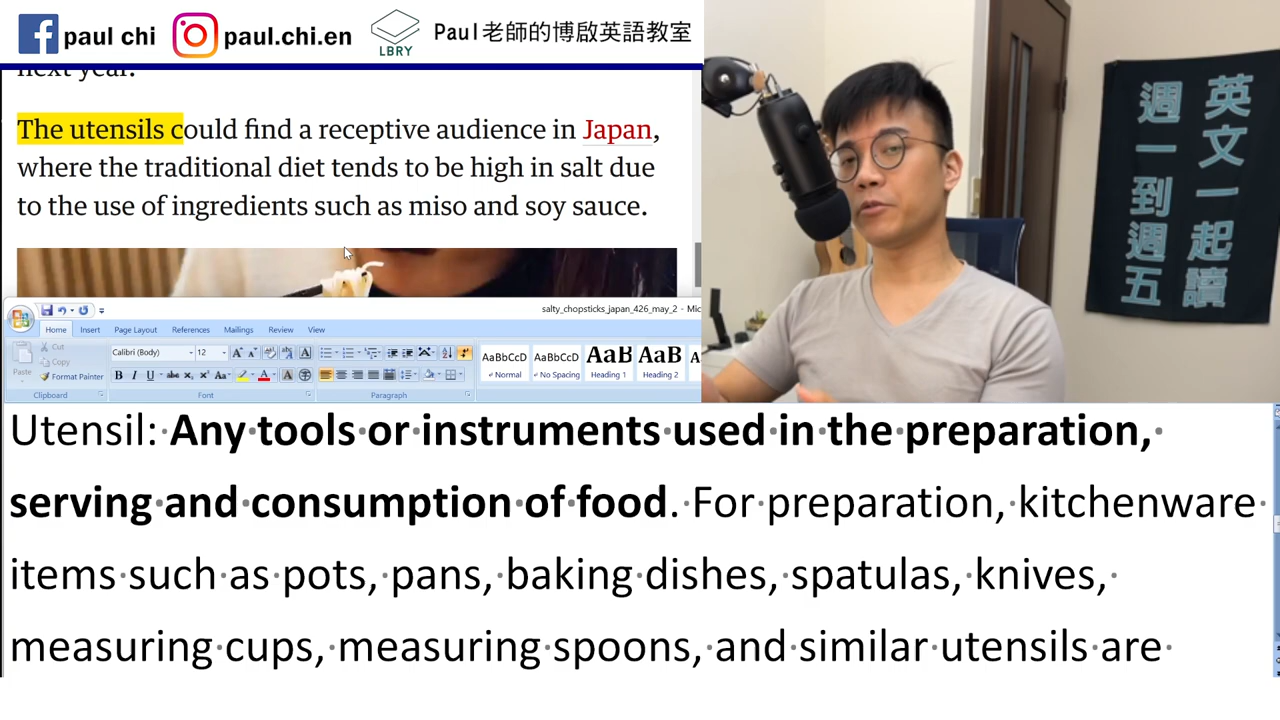 paul chi
paul.chi.en
LBRY
Paul老師的博啟英語教室
next year.
The utensils could find a receptive audience in Japan,
where the traditional diet tends to be high in salt due
to the use of ingredients such as miso and soy sauce.
英文一起讀
週一到週五
salty_chopsticks_japan_426_may_2 - Mic
Home Insert Page Layout References Mailings Review View
Cut
Copy
Paste
Format Painter
Calibri (Body) 12
AaBbCcD AaBbCcD AaBbC AaBbC
Normal No Spacing Heading 1 Heading 2
Clipboard Font Paragraph
Utensil: Any tools or instruments used in the preparation,
serving and consumption of food. For preparation, kitchenware
items such as pots, pans, baking dishes, spatulas, knives,
measuring cups, measuring spoons, and similar utensils are